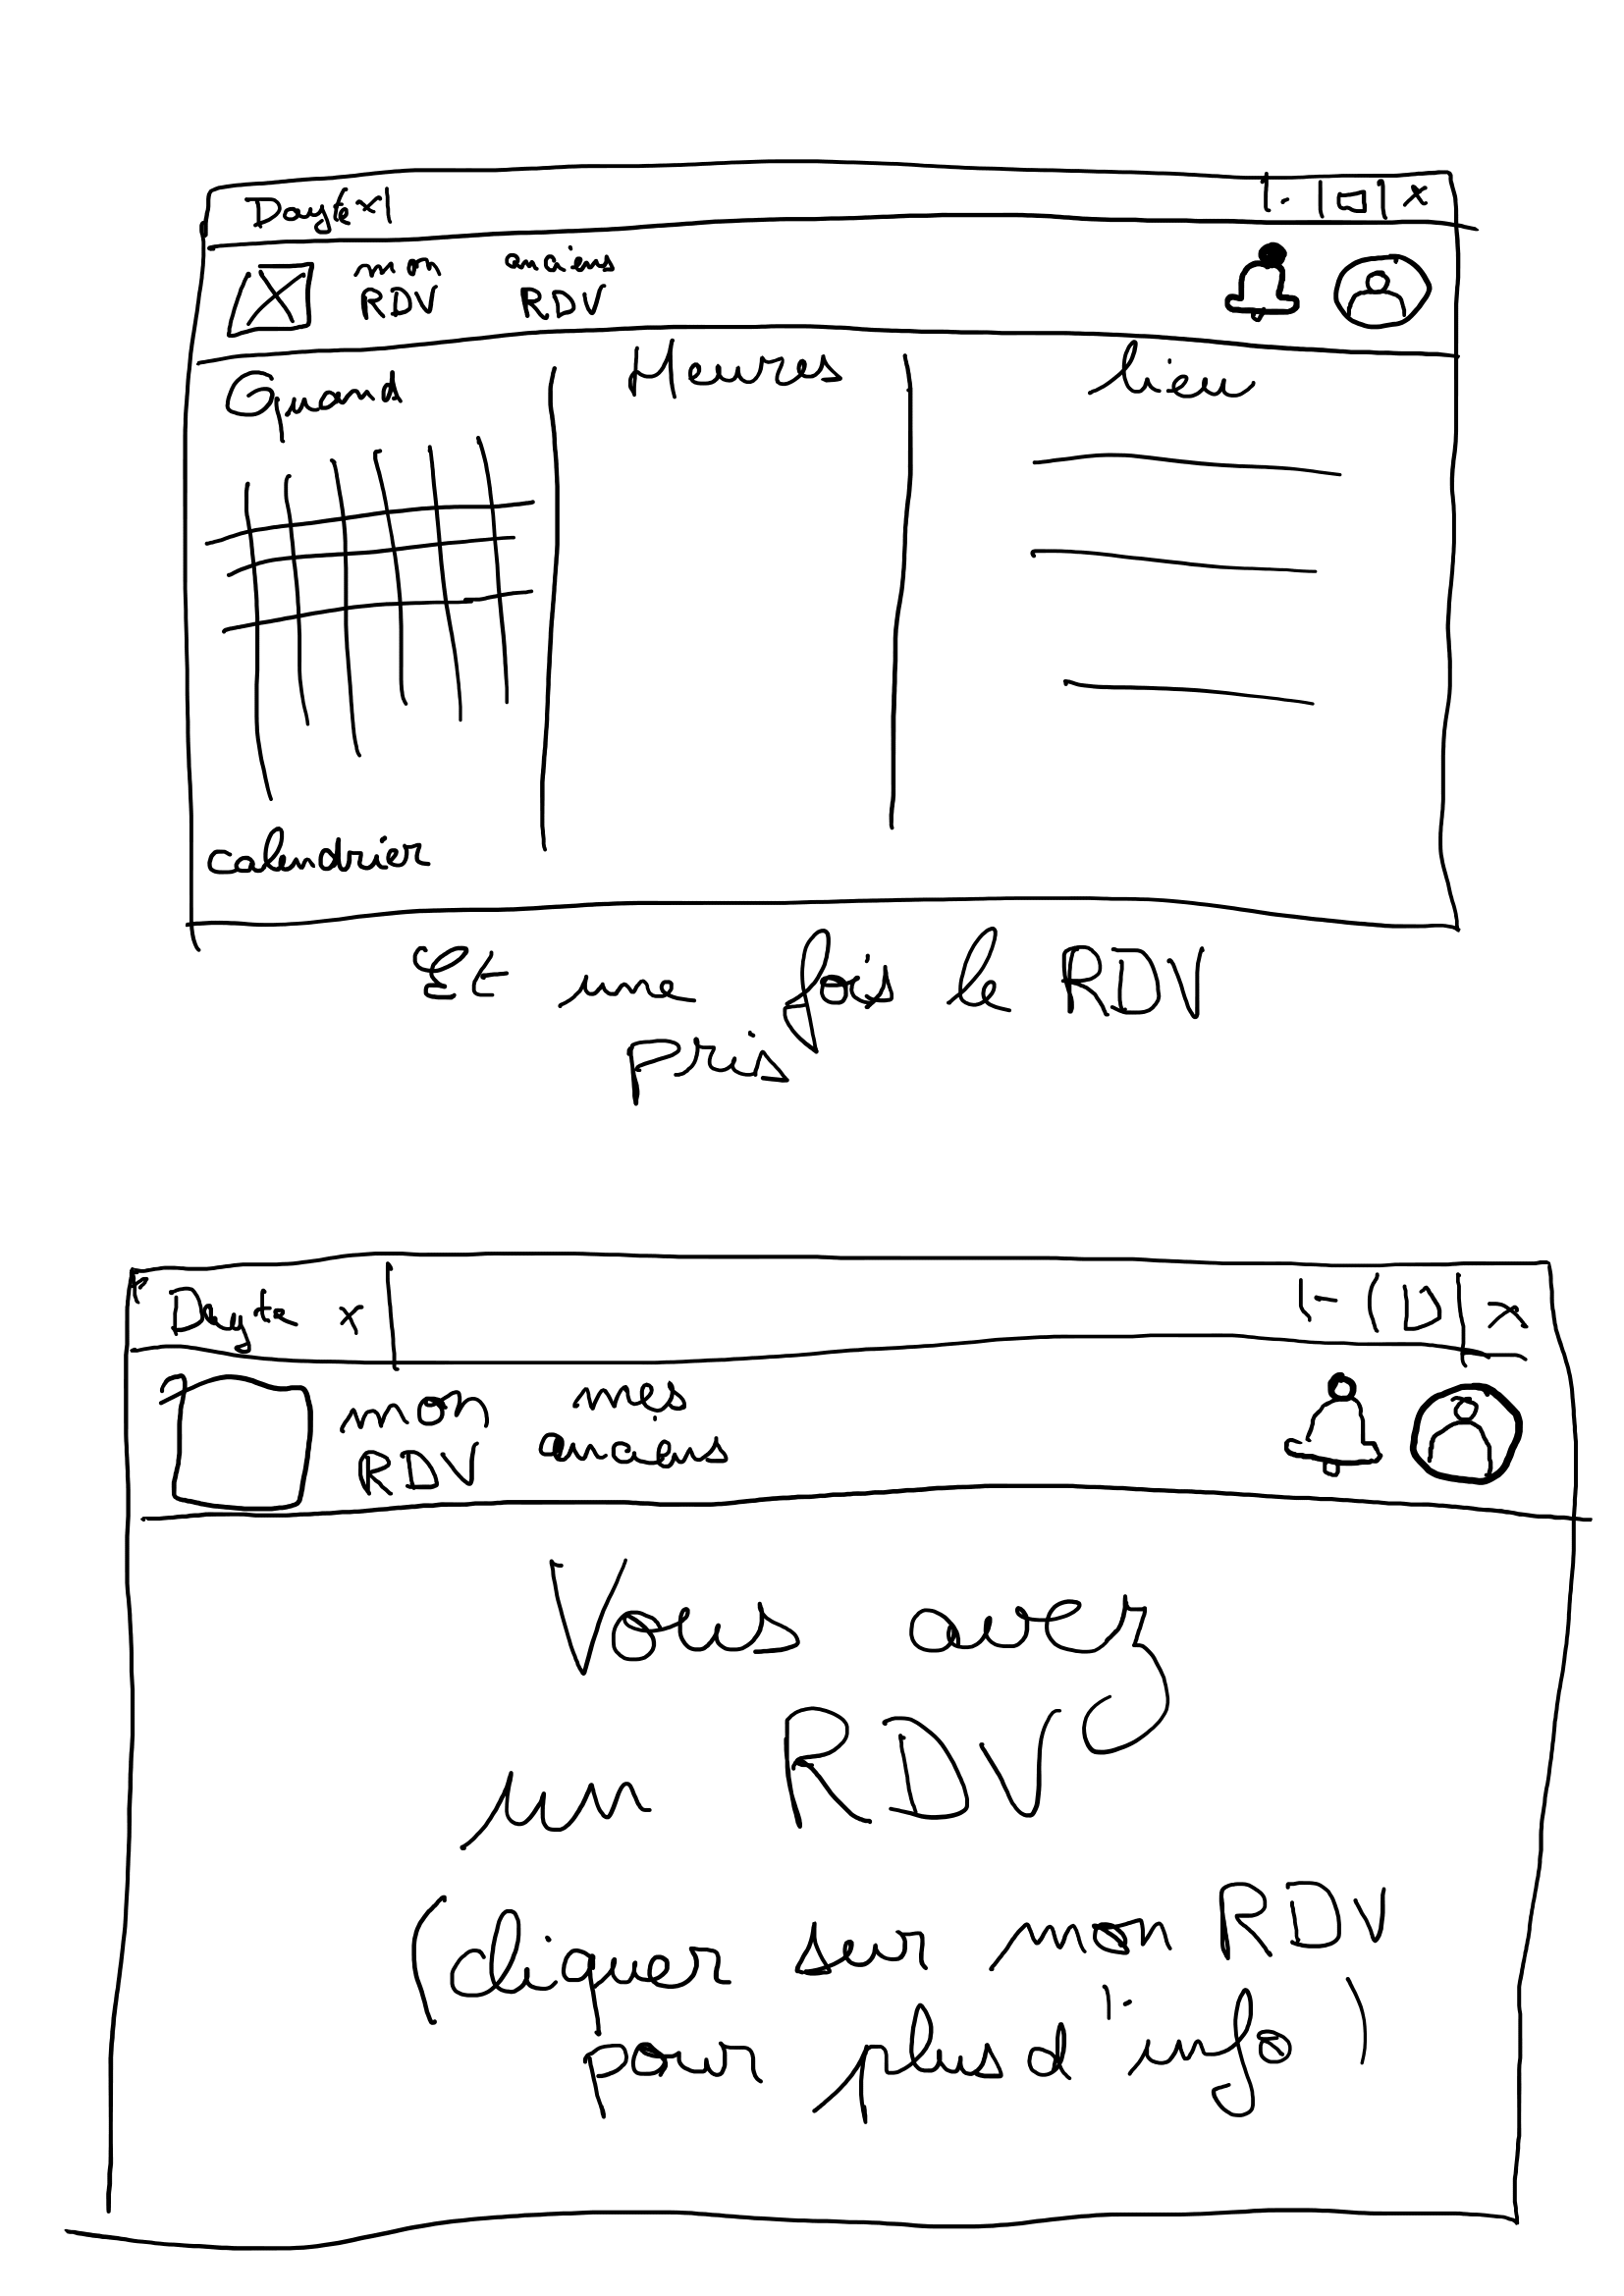 Dayte x
mon anciens
RDV RDV
Quand Heures lieu
calendrier
Et une fois le RDV
pris
Dayte x
mon mes
RDV anciens
Vous avez
un RDV
(cliquer sur mon RDV
pour plus d'info)